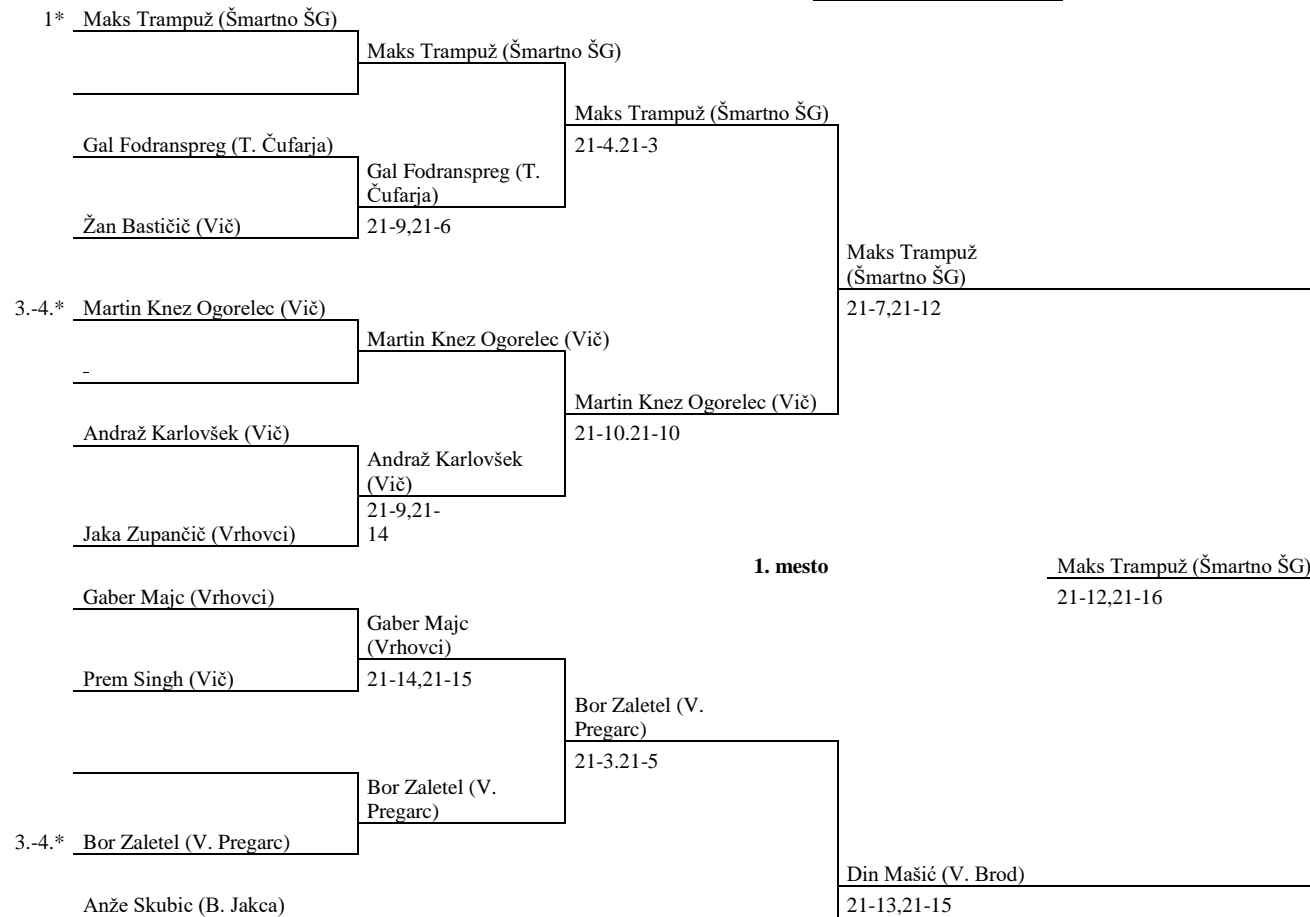 1* Maks Trampuž (Šmartno ŠG)
Maks Trampuž (Šmartno ŠG)
Maks Trampuž (Šmartno ŠG)
Gal Fodranspreg (T. Čufarja)
21-4.21-3
Gal Fodranspreg (T.
Čufarja)
Žan Bastičič (Vič)
21-9,21-6
Maks Trampuž
(Šmartno ŠG)
3.-4.* Martin Knez Ogorelec (Vič)
21-7,21-12
Martin Knez Ogorelec (Vič)
-
Martin Knez Ogorelec (Vič)
Andraž Karlovšek (Vič)
21-10.21-10
Andraž Karlovšek
(Vič)
21-9,21-
14
Jaka Zupančič (Vrhovci)
1. mesto
Maks Trampuž (Šmartno ŠG)
Gaber Majc (Vrhovci)
21-12,21-16
Gaber Majc
(Vrhovci)
Prem Singh (Vič)
21-14,21-15
Bor Zaletel (V.
Pregarc)
21-3.21-5
Bor Zaletel (V.
Pregarc)
3.-4.* Bor Zaletel (V. Pregarc)
Din Mašić (V. Brod)
Anže Skubic (B. Jakca)
21-13,21-15